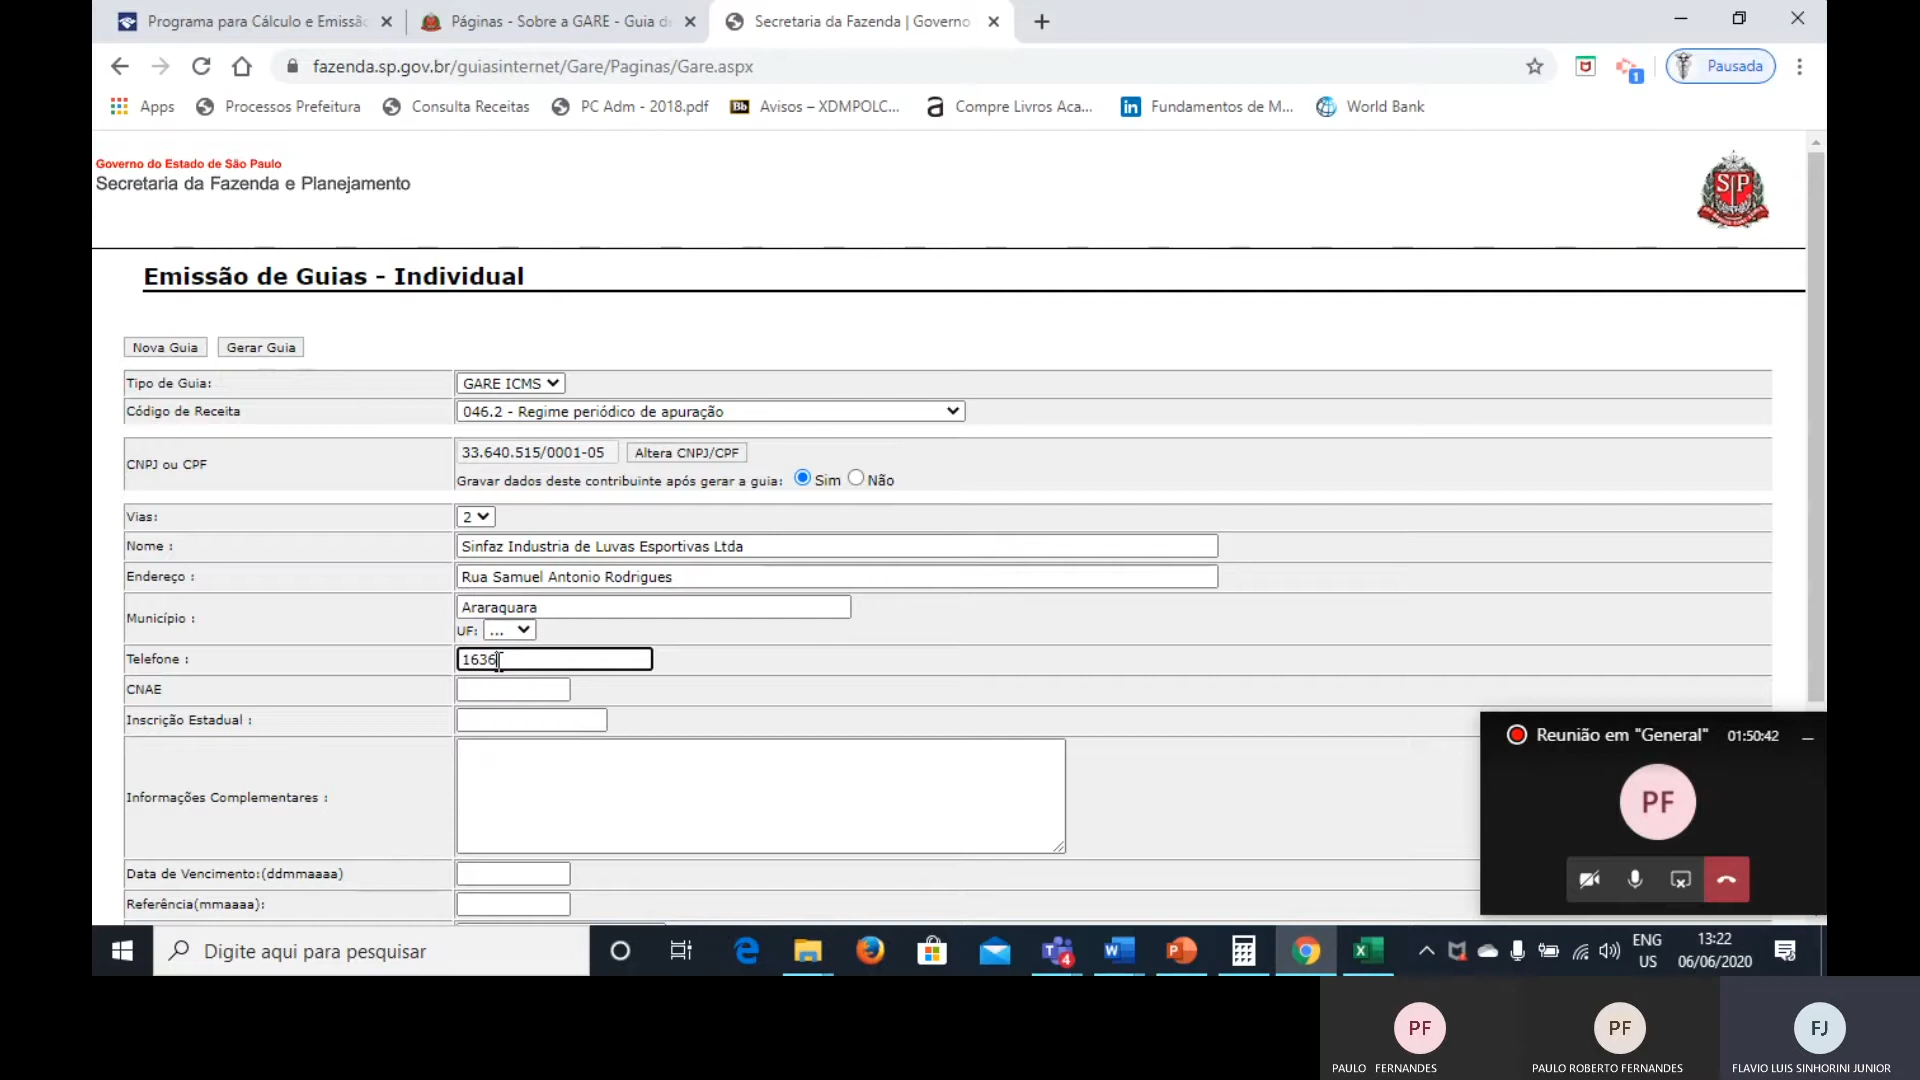 Programa para Cálculo e Emissã
Páginas - Sobre a GARE - Guia d
Secretaria da Fazenda | Governo
fazenda.sp.gov.br/guiasinternet/Gare/Paginas/Gare.aspx
1
Pausada
Apps
Processos Prefeitura
Consulta Receitas
PC Adm - 2018.pdf
Bb
Avisos – XDMPOLC...
a
Compre Livros Aca...
in
Fundamentos de M...
World Bank
Governo do Estado de São Paulo
Secretaria da Fazenda e Planejamento
SP
Emissão de Guias - Individual
Nova Guia
Gerar Guia
Tipo de Guia:
GARE ICMS
Código de Receita
046.2 - Regime periódico de apuração
CNPJ ou CPF
33.640.515/0001-05
Altera CNPJ/CPF
Gravar dados deste contribuinte após gerar a guia: Sim Não
Vias:
2
Nome :
Sinfaz Industria de Luvas Esportivas Ltda
Endereço :
Rua Samuel Antonio Rodrigues
Município :
Araraquara
UF: ...
Telefone :
1636
CNAE
Inscrição Estadual :
Informações Complementares :
Data de Vencimento:(ddmmaaaa)
Referência(mmaaaa):
Reunião em "General"
01:50:42
PF
Digite aqui para pesquisar
4
ENG
US
13:22
06/06/2020
PF
PAULO FERNANDES
PF
PAULO ROBERTO FERNANDES
FJ
FLAVIO LUIS SINHORINI JUNIOR